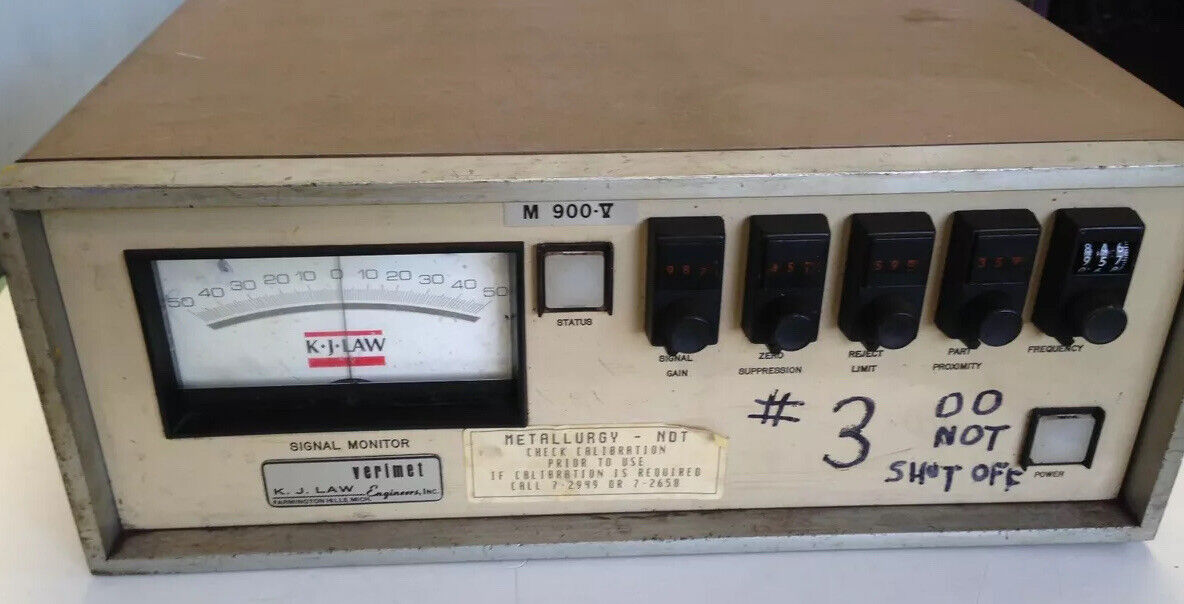 M 900-V
50 40 30 20 10 0 10 20 30 40 50
K·J·LAW
SIGNAL MONITOR
STATUS
SIGNAL
GAIN
ZERO
SUPPRESSION
REJECT
LIMIT
PART
PROXIMITY
FREQUENCY
verimet
K. J. LAW Engineers, INC.
FARMINGTON HILLS, MICH.
METALLURGY - NDT
CHECK CALIBRATION
PRIOR TO USE
IF CALIBRATION IS REQUIRED
CALL 7-2999 OR 7-2658
# 3
DO
NOT
SHUT OFF
POWER